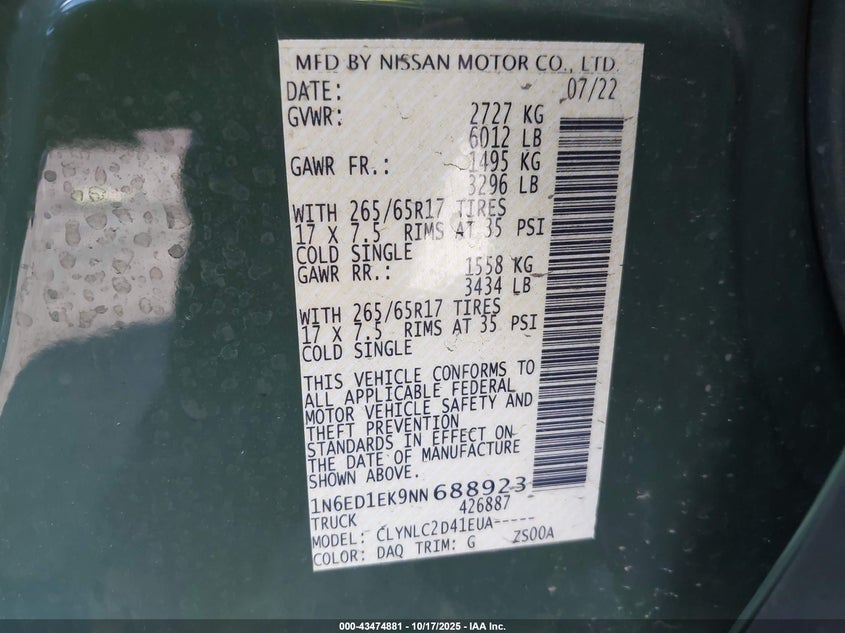 MFD BY NISSAN MOTOR CO., LTD.
DATE: 07/22
GVWR: 2727 KG
6012 LB
GAWR FR.: 1495 KG
3296 LB
WITH 265/65R17 TIRES
17 X 7.5 RIMS AT 35 PSI
COLD SINGLE
GAWR RR.: 1558 KG
3434 LB
WITH 265/65R17 TIRES
17 X 7.5 RIMS AT 35 PSI
COLD SINGLE
THIS VEHICLE CONFORMS TO
ALL APPLICABLE FEDERAL
MOTOR VEHICLE SAFETY AND
THEFT PREVENTION
STANDARDS IN EFFECT ON
THE DATE OF MANUFACTURE
SHOWN ABOVE.
1N6ED1EK9NN688923
TRUCK 426887
MODEL: CLYNLC2D41EUA-----
COLOR: DAQ TRIM: G ZS00A
000-43474881 - 10/17/2025 - IAA Inc.